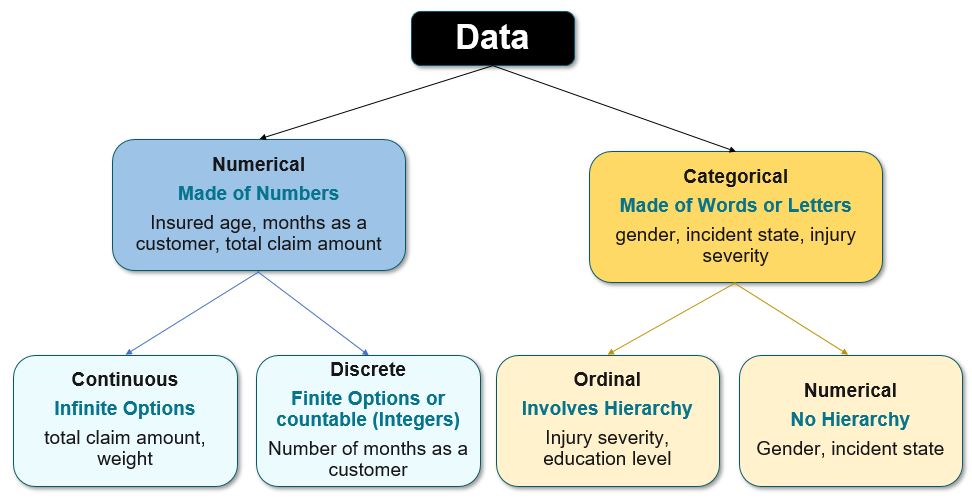 Data
Numerical
Made of Numbers
Insured age, months as a
customer, total claim amount
Categorical
Made of Words or Letters
gender, incident state, injury
severity
Continuous
Infinite Options
total claim amount,
weight
Discrete
Finite Options or
countable (Integers)
Number of months as a
customer
Ordinal
Involves Hierarchy
Injury severity,
education level
Numerical
No Hierarchy
Gender, incident state